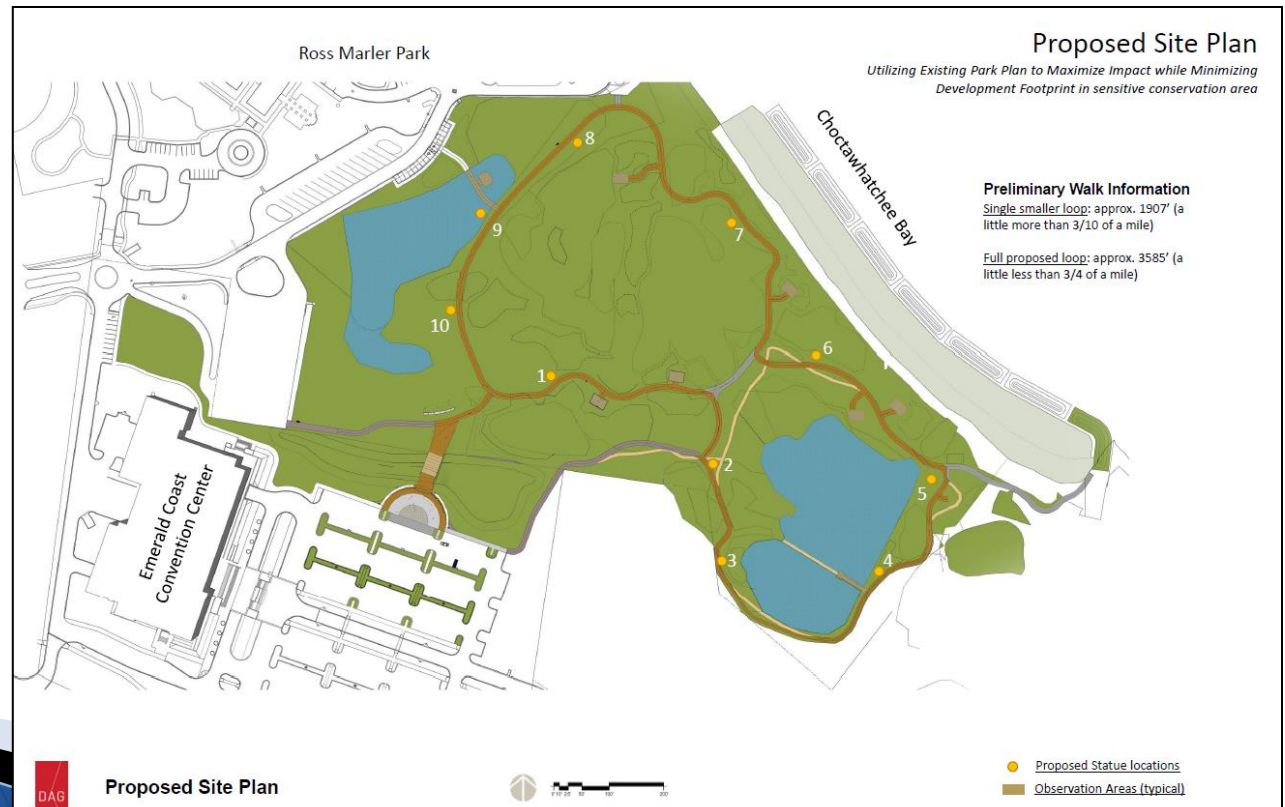 Ross Marler Park
Proposed Site Plan
Utilizing Existing Park Plan to Maximize Impact while Minimizing
Development Footprint in sensitive conservation area
Choctawhatchee Bay
Preliminary Walk Information
Single smaller loop: approx. 1907' (a
little more than 3/10 of a mile)
Full proposed loop: approx. 3585' (a
little less than 3/4 of a mile)
8
9
7
10
6
1
2
5
3
4
Emerald Coast
Convention Center
DAG
Proposed Site Plan
Proposed Statue locations
Observation Areas (typical)